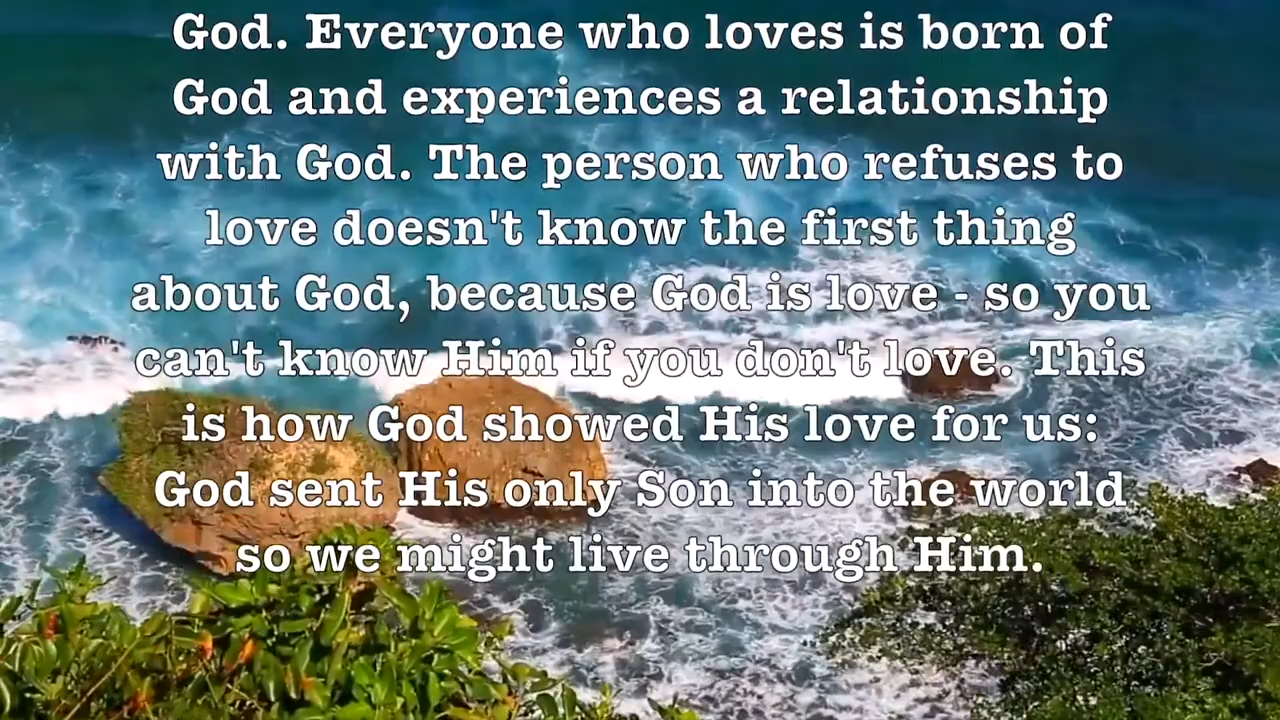 God. Everyone who loves is born of
God and experiences a relationship
with God. The person who refuses to
love doesn't know the first thing
about God, because God is love - so you
can't know Him if you don't love. This
is how God showed His love for us:
God sent His only Son into the world
so we might live through Him.